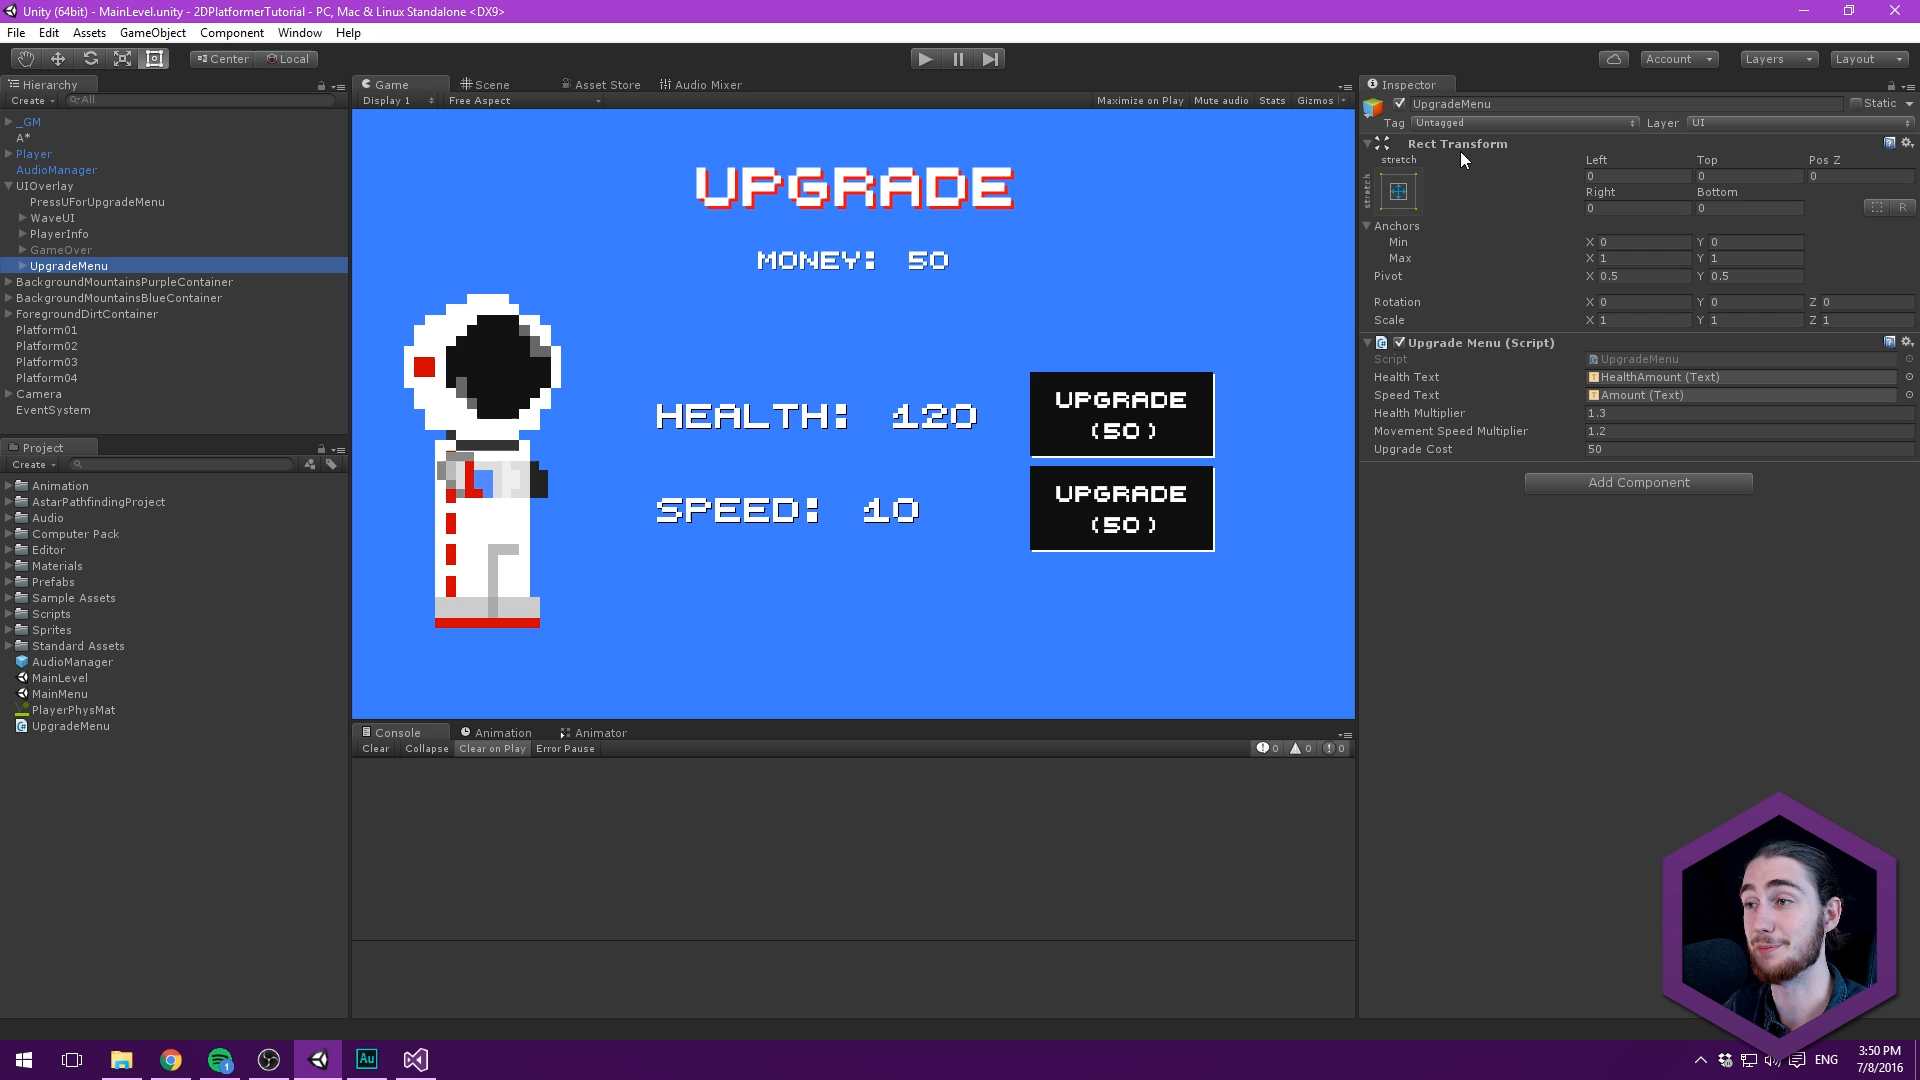 Unity (64bit) - MainLevel.unity - 2DPlatformerTutorial - PC, Mac & Linux Standalone <DX9>
File Edit Assets GameObject Component Window Help
Center Local Account Layers Layout
Hierarchy
Create All
_GM
A*
Player
AudioManager
UIOverlay
PressUForUpgradeMenu
WaveUI
PlayerInfo
GameOver
UpgradeMenu
BackgroundMountainsPurpleContainer
BackgroundMountainsBlueContainer
ForegroundDirtContainer
Platform01
Platform02
Platform03
Platform04
Camera
EventSystem
Project
Create
Animation
AstarPathfindingProject
Audio
Computer Pack
Editor
Materials
Prefabs
Sample Assets
Scripts
Sprites
Standard Assets
AudioManager
MainLevel
MainMenu
PlayerPhysMat
UpgradeMenu
Game Scene Asset Store Audio Mixer
Display 1 Free Aspect Maximize on Play Mute audio Stats Gizmos
UPGRADE
MONEY: 50
HEALTH: 120
UPGRADE
(50)
SPEED: 10
UPGRADE
(50)
Console Animation Animator
Clear Collapse Clear on Play Error Pause 0 0 0
Inspector
UpgradeMenu Static
Tag Untagged Layer UI
Rect Transform
stretch Left Top Pos Z
stretch
0 0 0
Right Bottom
0 0 R
Anchors
Min X 0 Y 0
Max X 1 Y 1
Pivot X 0.5 Y 0.5
Rotation X 0 Y 0 Z 0
Scale X 1 Y 1 Z 1
Upgrade Menu (Script)
Script UpgradeMenu
Health Text HealthAmount (Text)
Speed Text Amount (Text)
Health Multiplier 1.3
Movement Speed Multiplier 1.2
Upgrade Cost 50
Add Component
1 Au ENG 3:50 PM
7/8/2016